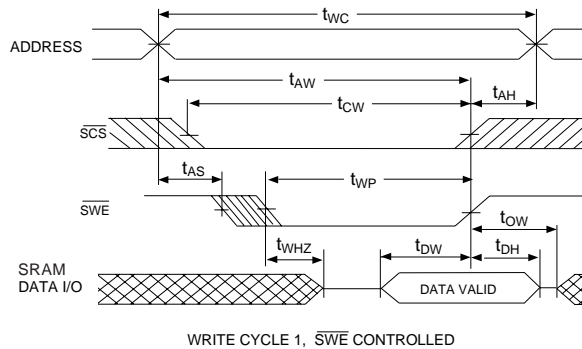 tWC
ADDRESS
tAW
tAH
tCW
SCS
tAS
tWP
SWE
tOW
tWHZ
tDW
tDH
SRAM
DATA I/O
DATA VALID
WRITE CYCLE 1, SWE CONTROLLED